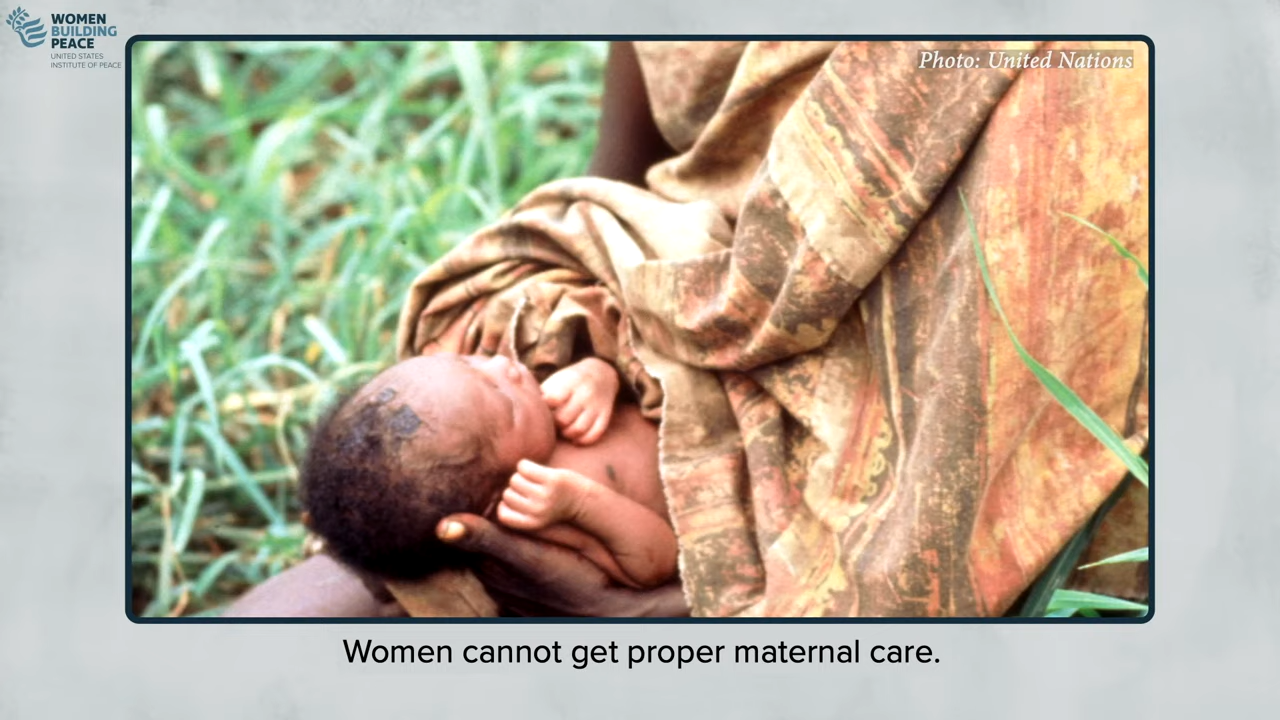 WOMEN
BUILDING
PEACE
UNITED STATES
INSTITUTE OF PEACE
Photo: United Nations
Women cannot get proper maternal care.